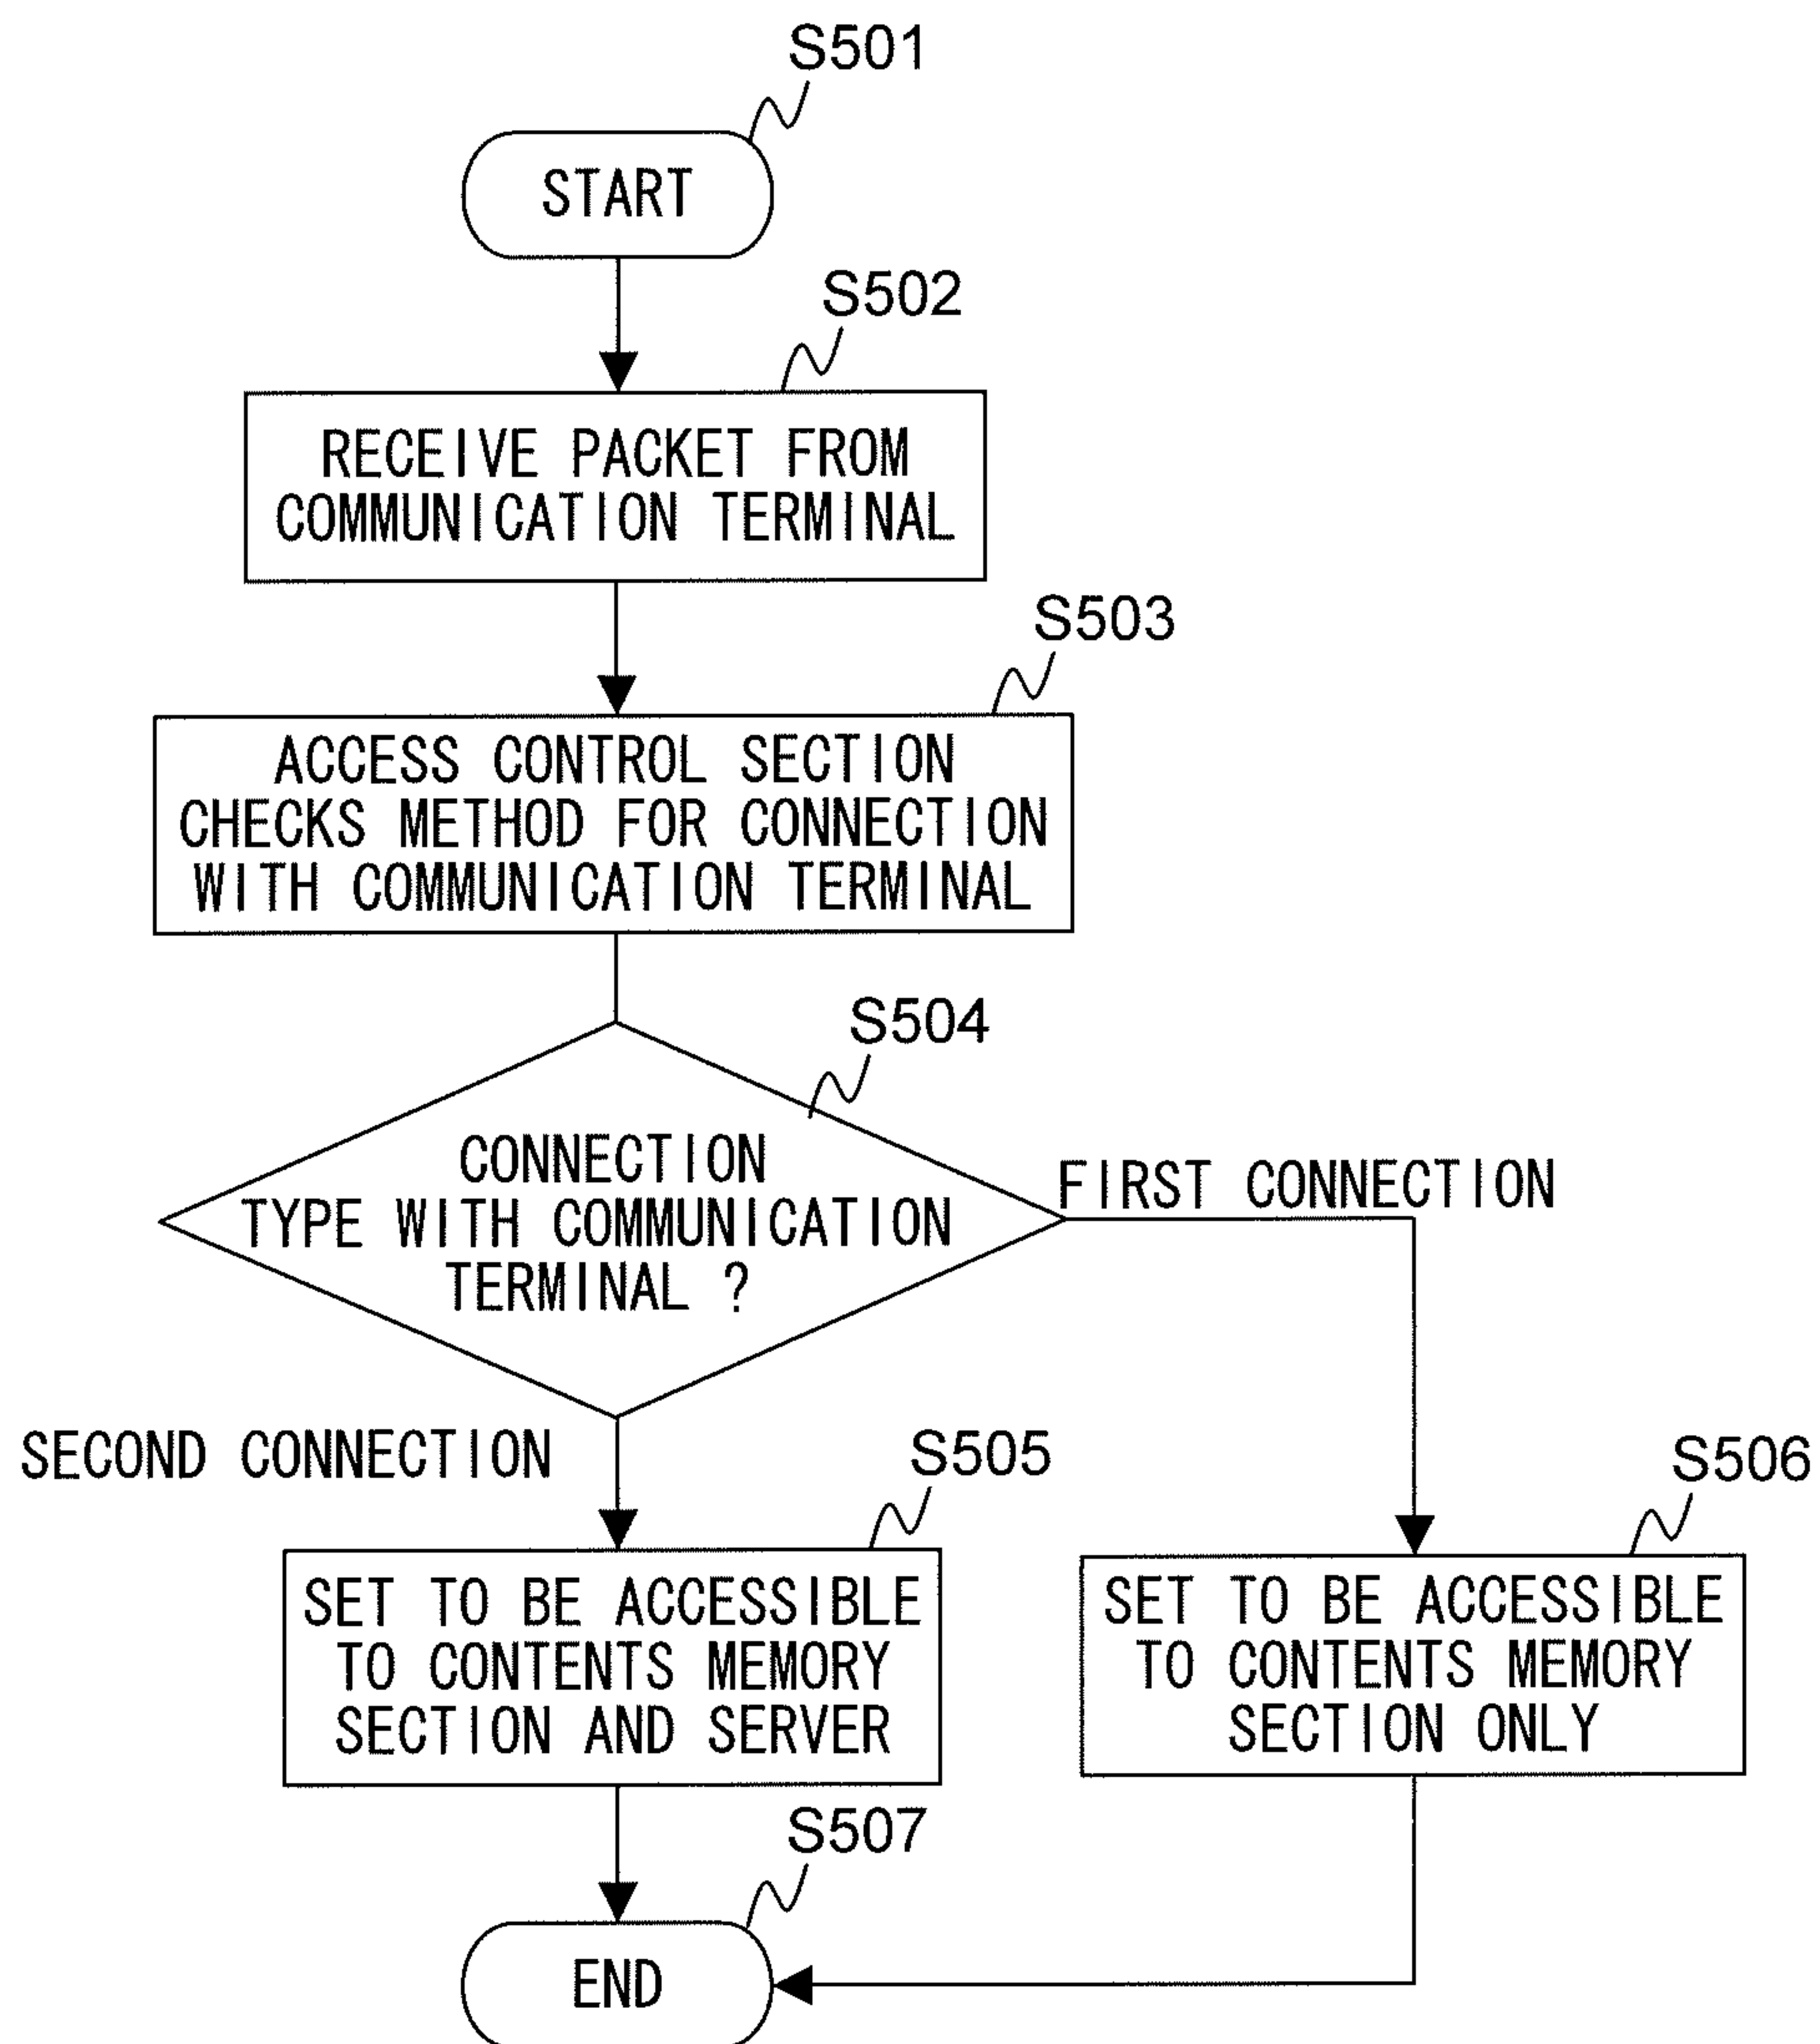 S501
START
S502
RECEIVE PACKET FROM
COMMUNICATION TERMINAL
S503
ACCESS CONTROL SECTION
CHECKS METHOD FOR CONNECTION
WITH COMMUNICATION TERMINAL
S504
CONNECTION
TYPE WITH COMMUNICATION
TERMINAL ?
FIRST CONNECTION
SECOND CONNECTION
S505
SET TO BE ACCESSIBLE
TO CONTENTS MEMORY
SECTION AND SERVER
S506
SET TO BE ACCESSIBLE
TO CONTENTS MEMORY
SECTION ONLY
S507
END